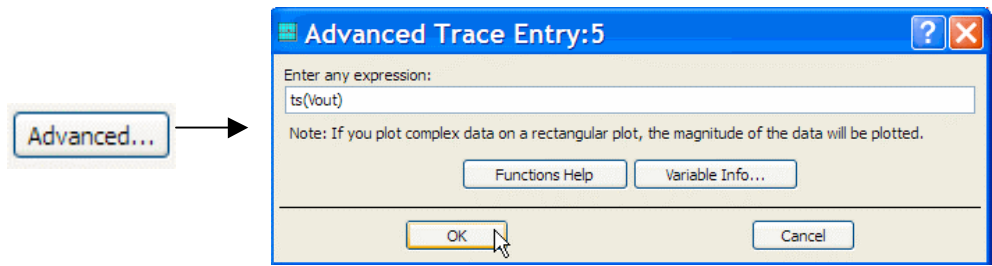 Advanced...
Advanced Trace Entry:5
Enter any expression:
ts(Vout)
Note: If you plot complex data on a rectangular plot, the magnitude of the data will be plotted.
Functions Help
Variable Info...
OK
Cancel